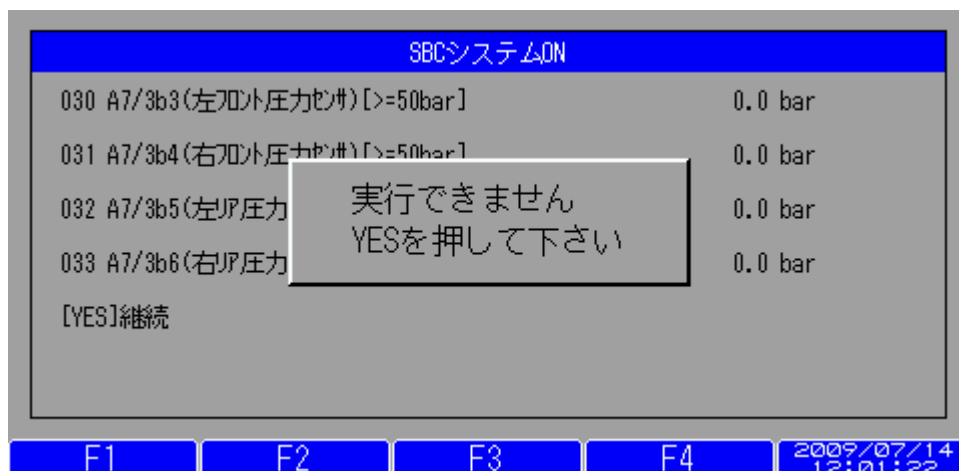 SBCシステムON
030 A7/3b3(左フロント圧力センサ)[>=50bar] 0.0 bar
031 A7/3b4(右フロント圧力センサ)[>=50bar] 0.0 bar
032 A7/3b5(左リア圧力 0.0 bar
033 A7/3b6(右リア圧力 0.0 bar
実行できません
YESを押して下さい
[YES]継続
F1 F2 F3 F4 2009/07/14
2:01:22